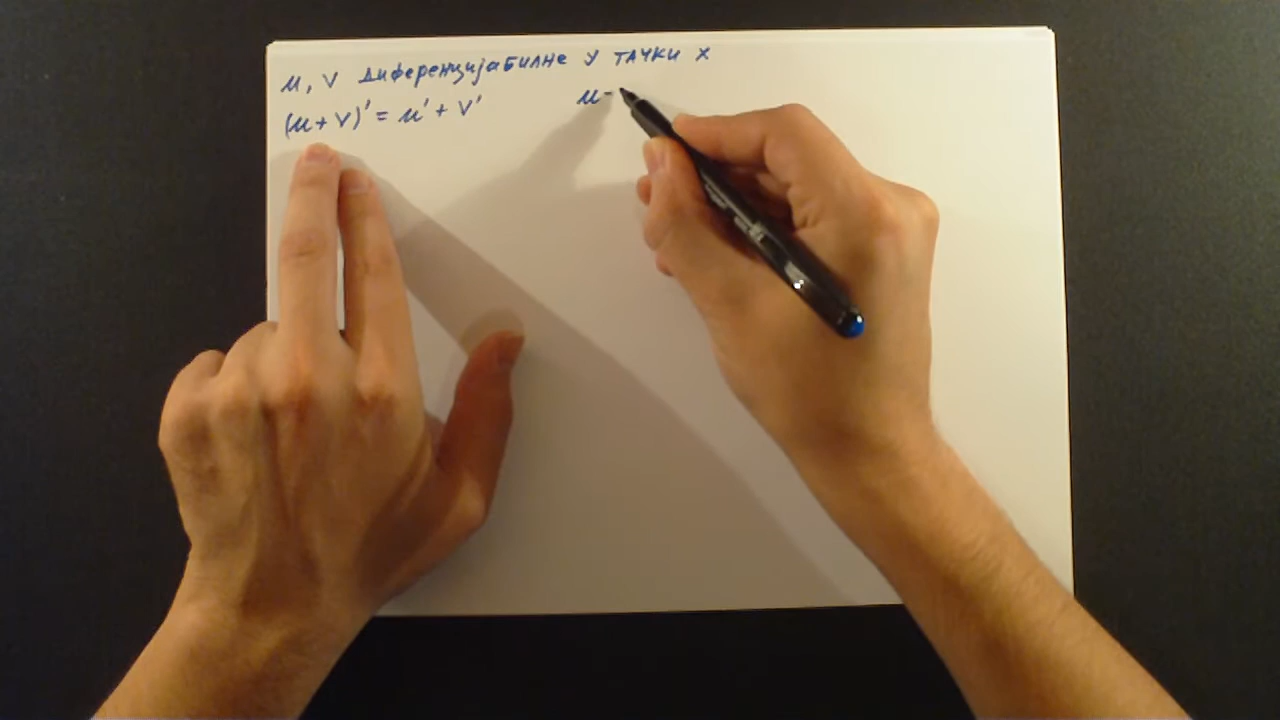 u, v диференцијабилне у тачки x
(u + v)' = u' + v'
u -